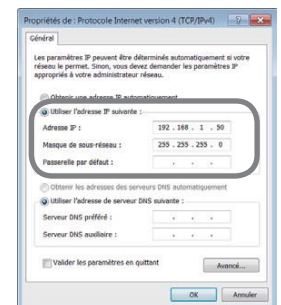 Propriétés de : Protocole Internet version 4 (TCP/IPv4)
Général
Les paramètres IP peuvent être déterminés automatiquement si votre
réseau le permet. Sinon, vous devez demander les paramètres IP
appropriés à votre administrateur réseau.
Obtenir une adresse IP automatiquement
Utiliser l'adresse IP suivante :
Adresse IP : 192 . 168 . 1 . 50
Masque de sous-réseau : 255 . 255 . 255 . 0
Passerelle par défaut : . . .
Obtenir les adresses des serveurs DNS automatiquement
Utiliser l'adresse de serveur DNS suivante :
Serveur DNS préféré : . . .
Serveur DNS auxiliaire : . . .
Valider les paramètres en quittant
Avancé...
OK Annuler